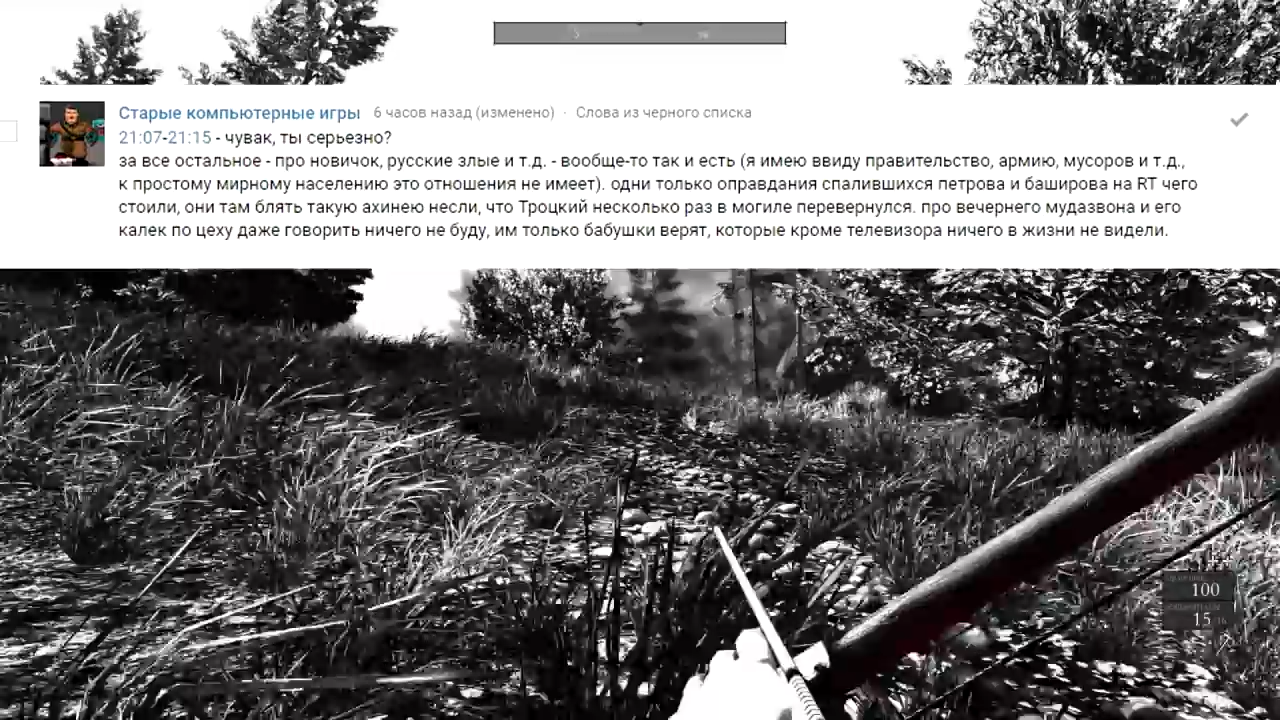 Старые компьютерные игры 6 часов назад (изменено) · Слова из черного списка
21:07-21:15 - чувак, ты серьезно?
за все остальное - про новичок, русские злые и т.д. - вообще-то так и есть (я имею ввиду правительство, армию, мусоров и т.д.,
к простому мирному населению это отношения не имеет). одни только оправдания спалившихся петрова и баширова на RT чего
стоили, они там блять такую ахинею несли, что Троцкий несколько раз в могиле перевернулся. про вечернего мудазвона и его
калек по цеху даже говорить ничего не буду, им только бабушки верят, которые кроме телевизора ничего в жизни не видели.
100
15